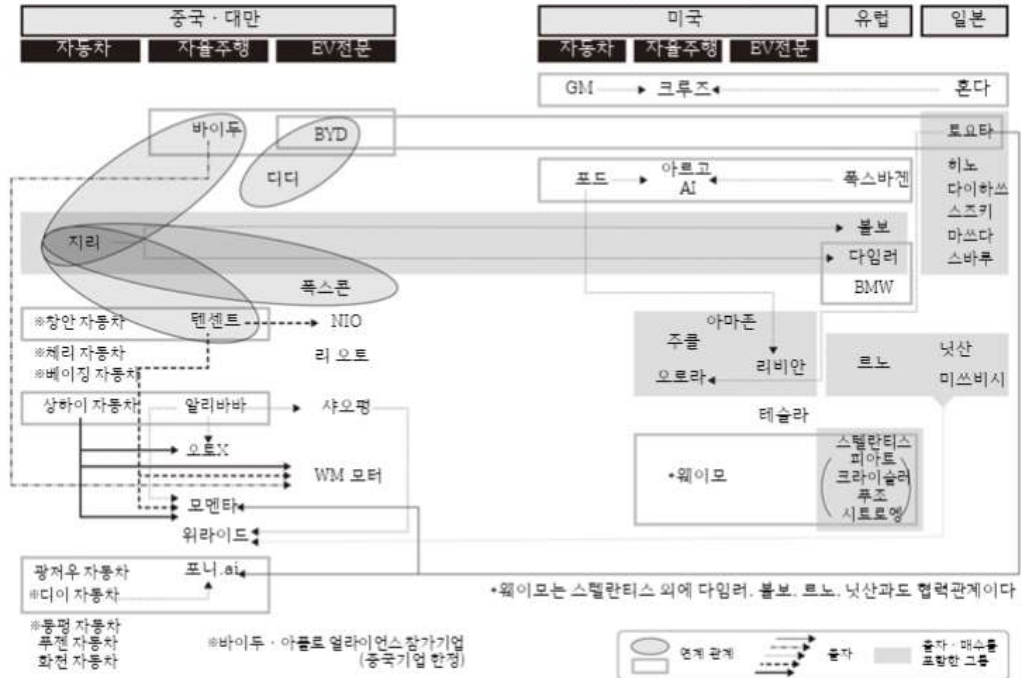 중국 · 대만
미국
유럽
일본
자동차
자율주행
EV전문
자동차
자율주행
EV전문
GM
크루즈
혼다
바이두
BYD
토요타
디디
포드
아르고
AI
폭스바겐
히노
다이하쓰
스즈키
마쓰다
스바루
지리
볼보
다임러
BMW
폭스콘
※창안 자동차
텐센트
NIO
※체리 자동차
※베이징 자동차
리 오토
아마존
주클
오로라
리비안
르노
닛산
미쓰비시
상하이 자동차
알리바바
샤오펑
테슬라
오토X
WM 모터
모멘타
위라이드
*웨이모
스텔란티스
피아트
크라이슬러
푸조
시트로엥
광저우 자동차
※디이 자동차
포니.ai
*웨이모는 스텔란티스 외에 다임러, 볼보, 르노, 닛산과도 협력관계이다
※둥펑 자동차
푸젠 자동차
화천 자동차
※바이두 · 아폴로 얼라이언스 참가기업
(중국기업 한정)
연계 관계
출자
출자 · 매수를
포함한 그룹